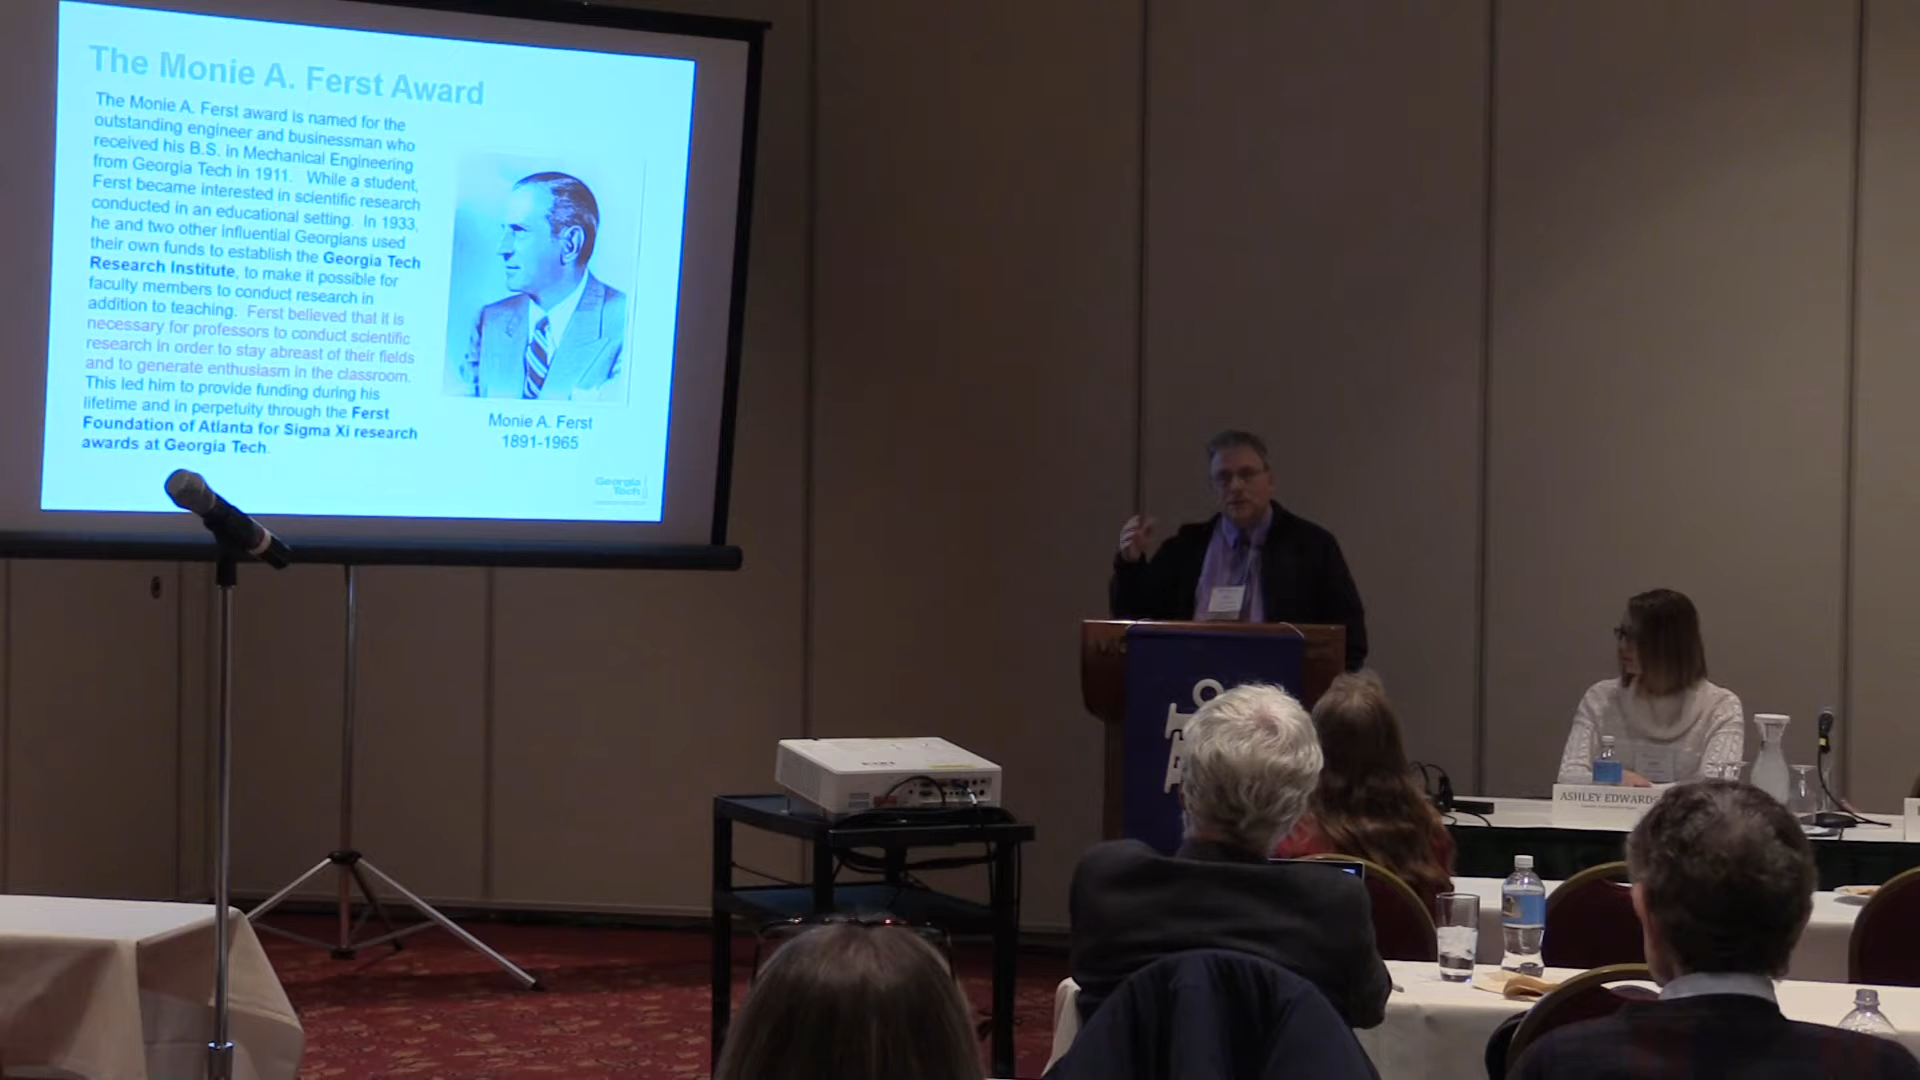 The Monie A. Ferst Award
The Monie A. Ferst award is named for the
outstanding engineer and businessman who
received his B.S. in Mechanical Engineering
from Georgia Tech in 1911. While a student,
Ferst became interested in scientific research
conducted in an educational setting. In 1933,
he and two other influential Georgians used
their own funds to establish the Georgia Tech
Research Institute, to make it possible for
faculty members to conduct research in
addition to teaching. Ferst believed that it is
necessary for professors to conduct scientific
research in order to stay abreast of their fields
and to generate enthusiasm in the classroom.
This led him to provide funding during his
lifetime and in perpetuity through the Ferst
Foundation of Atlanta for Sigma Xi research
awards at Georgia Tech.
Monie A. Ferst
1891-1965
Georgia
Tech
ASHLEY EDWARDS